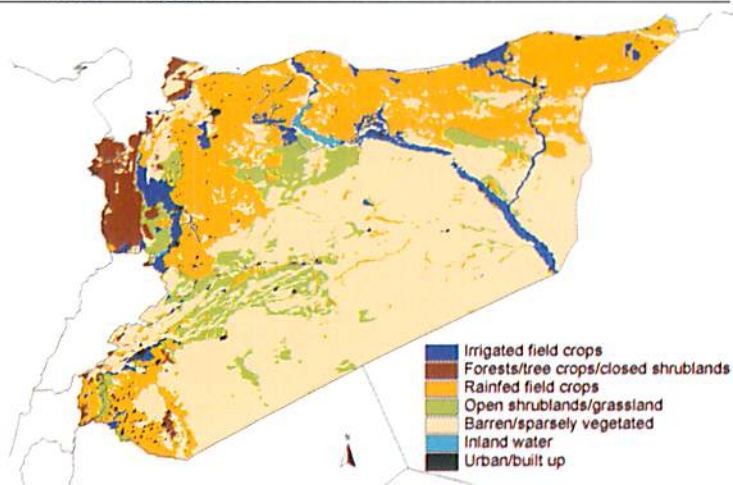 Irrigated field crops
Forests/tree crops/closed shrublands
Rainfed field crops
Open shrublands/grassland
Barren/sparsely vegetated
Inland water
Urban/built up